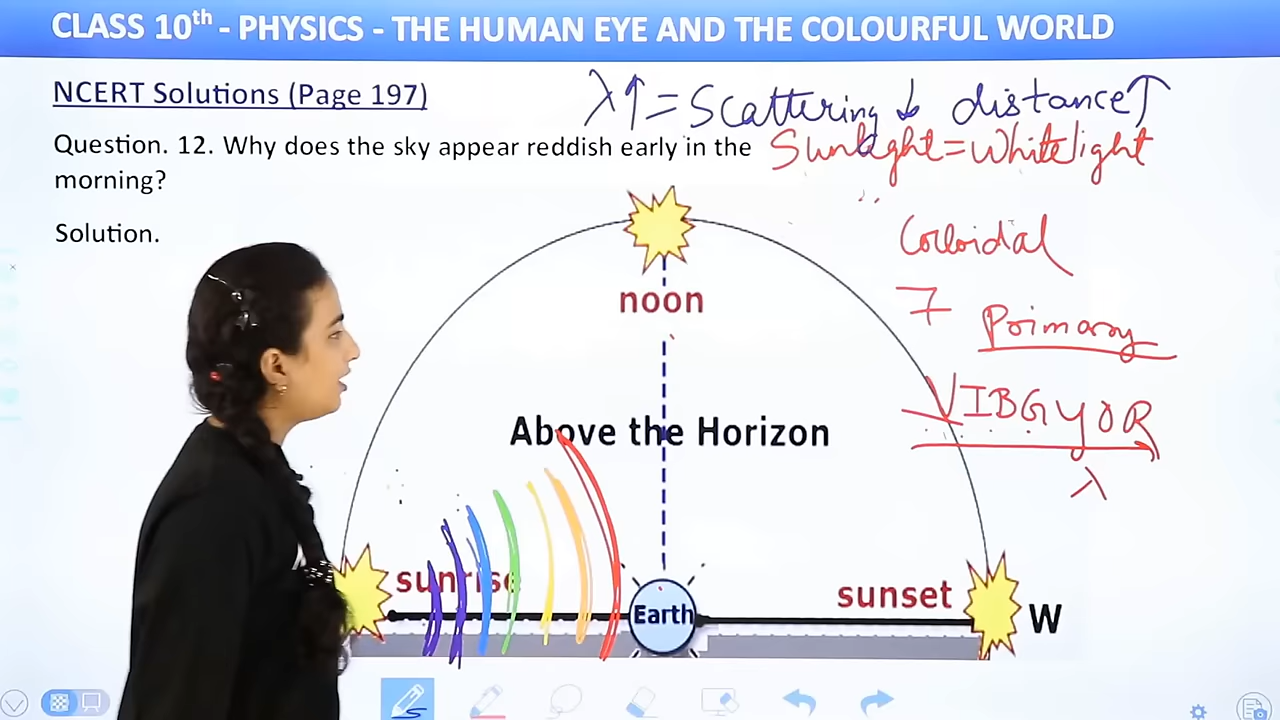 CLASS 10th - PHYSICS - THE HUMAN EYE AND THE COLOURFUL WORLD
NCERT Solutions (Page 197)
λ↑ = Scattering ↓ distance↑
Question. 12. Why does the sky appear reddish early in the
morning?
Sunlight = White light
Solution.
Colloidal
noon
7 Primary
VIBGYOR
Above the Horizon
λ
sunrise
sunset
Earth
W